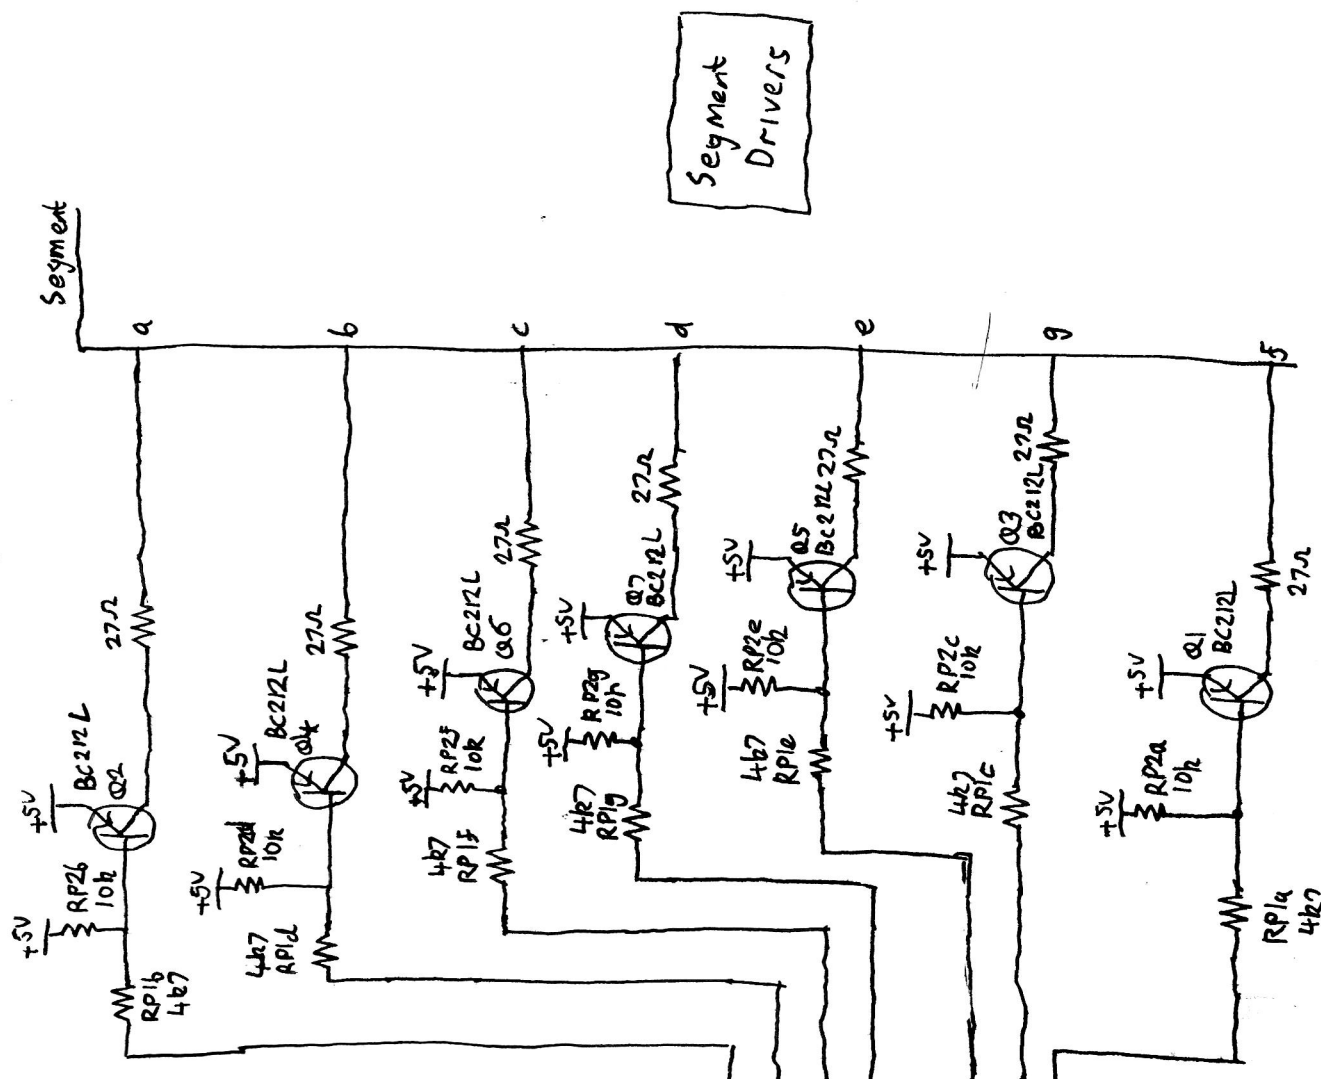 Segment
Drivers
Segment
a
b
c
d
e
g
f
27Ω
BC212L
Q2
+5V
RP2b
10k
+5V
RP1b
4k7
27Ω
BC212L
Q4
+5V
RP2d
10k
+5V
4k7
RP1d
27Ω
BC212L
Q6
+5V
RP2f
10k
+5V
4k7
RP1f
27Ω
Q7
BC212L
+5V
RP2g
10k
+5V
4k7
RP1g
27Ω
Q5
BC212L
+5V
RP2e
10k
+5V
4k7
RP1e
27Ω
Q3
BC212L
+5V
RP2c
10k
+5V
4k7
RP1c
27Ω
Q1
BC212L
+5V
RP2a
10k
+5V
RP1a
4k7